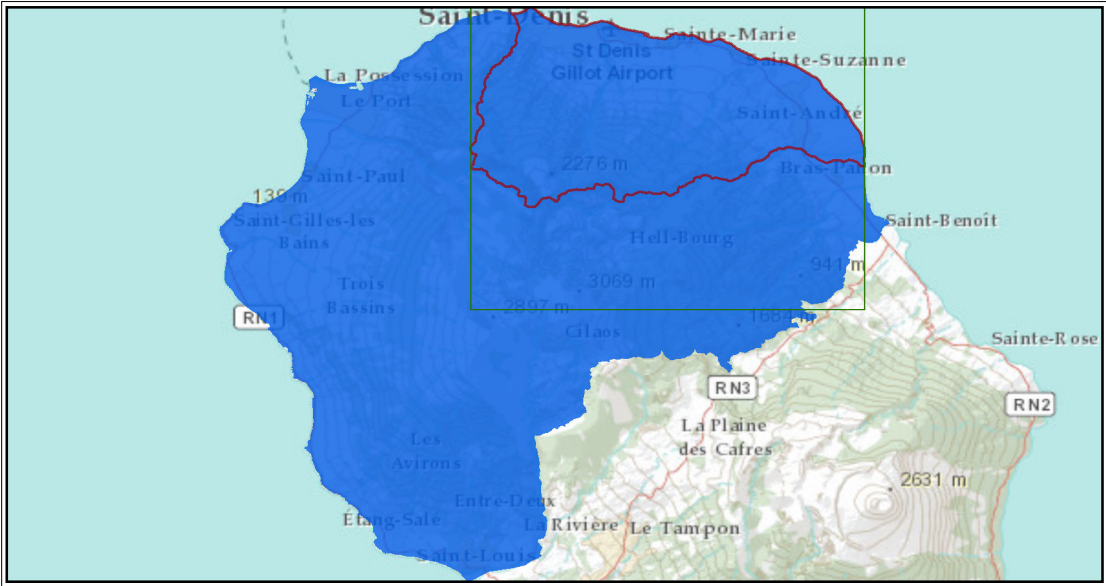 Saint-Denis
Sainte-Marie
St Denis
Gillot Airport
Sainte-Suzanne
La Possession
Le Port
Saint-André
2276 m
Bras-Panon
Saint-Paul
139 m
Saint-Gilles-les
Bains
Saint-Benoît
Hell-Bourg
941 m
3069 m
Trois
Bassins
2897 m
1684 m
RN1
Cilaos
Sainte-Rose
RN3
RN2
La Plaine
des Cafres
Les
Avirons
2631 m
Entre-Deux
Étang-Salé
La Rivière
Le Tampon
Saint-Louis